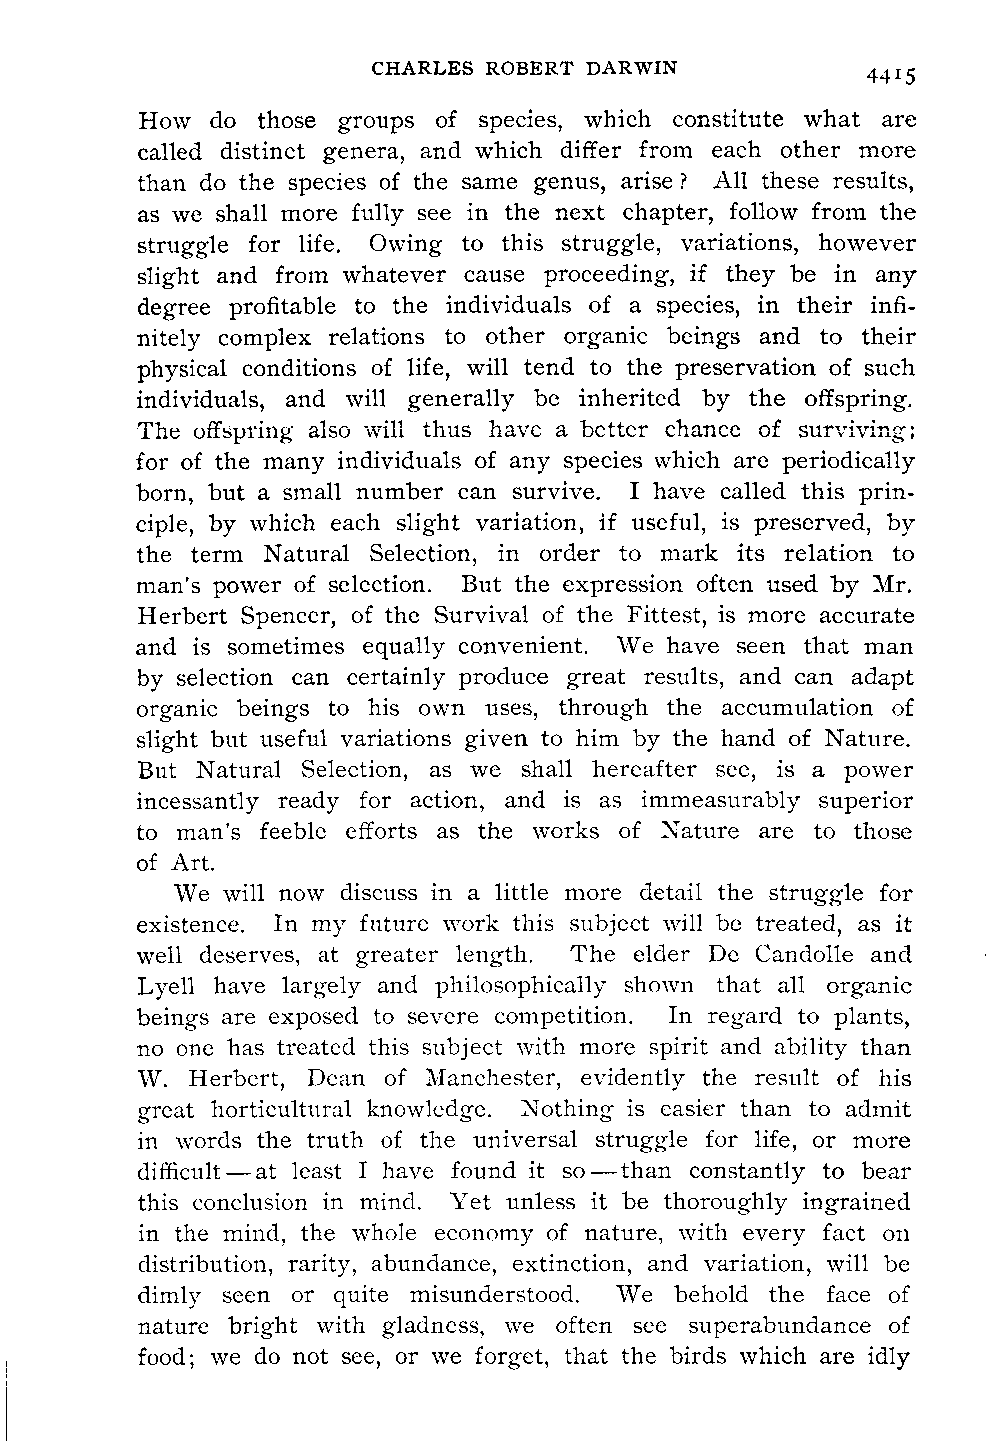 CHARLES ROBERT DARWIN 4415
How do those groups of species, which constitute what are
called distinct genera, and which differ from each other more
than do the species of the same genus, arise? All these results,
as we shall more fully see in the next chapter, follow from the
struggle for life. Owing to this struggle, variations, however
slight and from whatever cause proceeding, if they be in any
degree profitable to the individuals of a species, in their infi-
nitely complex relations to other organic beings and to their
physical conditions of life, will tend to the preservation of such
individuals, and will generally be inherited by the offspring.
The offspring also will thus have a better chance of surviving;
for of the many individuals of any species which are periodically
born, but a small number can survive. I have called this prin-
ciple, by which each slight variation, if useful, is preserved, by
the term Natural Selection, in order to mark its relation to
man's power of selection. But the expression often used by Mr.
Herbert Spencer, of the Survival of the Fittest, is more accurate
and is sometimes equally convenient. We have seen that man
by selection can certainly produce great results, and can adapt
organic beings to his own uses, through the accumulation of
slight but useful variations given to him by the hand of Nature.
But Natural Selection, as we shall hereafter see, is a power
incessantly ready for action, and is as immeasurably superior
to man's feeble efforts as the works of Nature are to those
of Art.
We will now discuss in a little more detail the struggle for
existence. In my future work this subject will be treated, as it
well deserves, at greater length. The elder De Candolle and
Lyell have largely and philosophically shown that all organic
beings are exposed to severe competition. In regard to plants,
no one has treated this subject with more spirit and ability than
W. Herbert, Dean of Manchester, evidently the result of his
great horticultural knowledge. Nothing is easier than to admit
in words the truth of the universal struggle for life, or more
difficult—at least I have found it so—than constantly to bear
this conclusion in mind. Yet unless it be thoroughly ingrained
in the mind, the whole economy of nature, with every fact on
distribution, rarity, abundance, extinction, and variation, will be
dimly seen or quite misunderstood. We behold the face of
nature bright with gladness, we often see superabundance of
food; we do not see, or we forget, that the birds which are idly